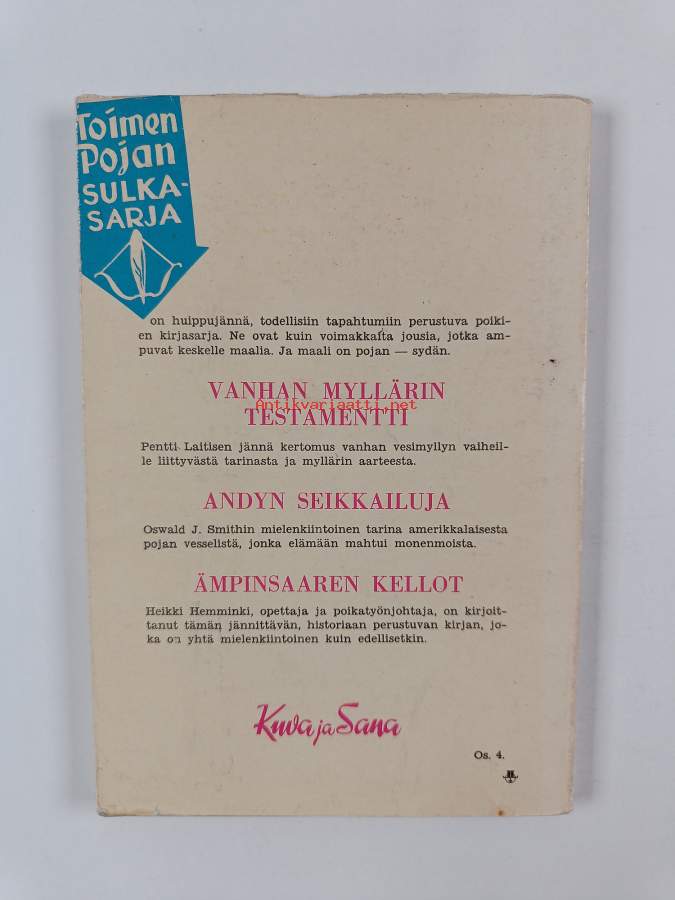 Toimen
Pojan
SULKA-
SARJA
on huippujännä, todellisiin tapahtumiin perustuva poiki-
en kirjasarja. Ne ovat kuin voimakkaita jousia, jotka am-
puvat keskelle maalia. Ja maali on pojan — sydän.
VANHAN MYLLÄRIN
Antikvariaatti.net
TESTAMENTTI
Pentti Laitisen jännä kertomus vanhan vesimyllyn vaiheil-
le liittyvästä tarinasta ja myllärin aarteesta.
ANDYN SEIKKAILUJA
Oswald J. Smithin mielenkiintoinen tarina amerikkalaisesta
pojan vesselistä, jonka elämään mahtui monenmoista.
ÄMPINSAAREN KELLOT
Heikki Hemminki, opettaja ja poikatyönjohtaja, on kirjoit-
tanut tämän jännittävän, historiaan perustuvan kirjan, jo-
ka on yhtä mielenkiintoinen kuin edellisetkin.
Kuva ja Sana
Os. 4.